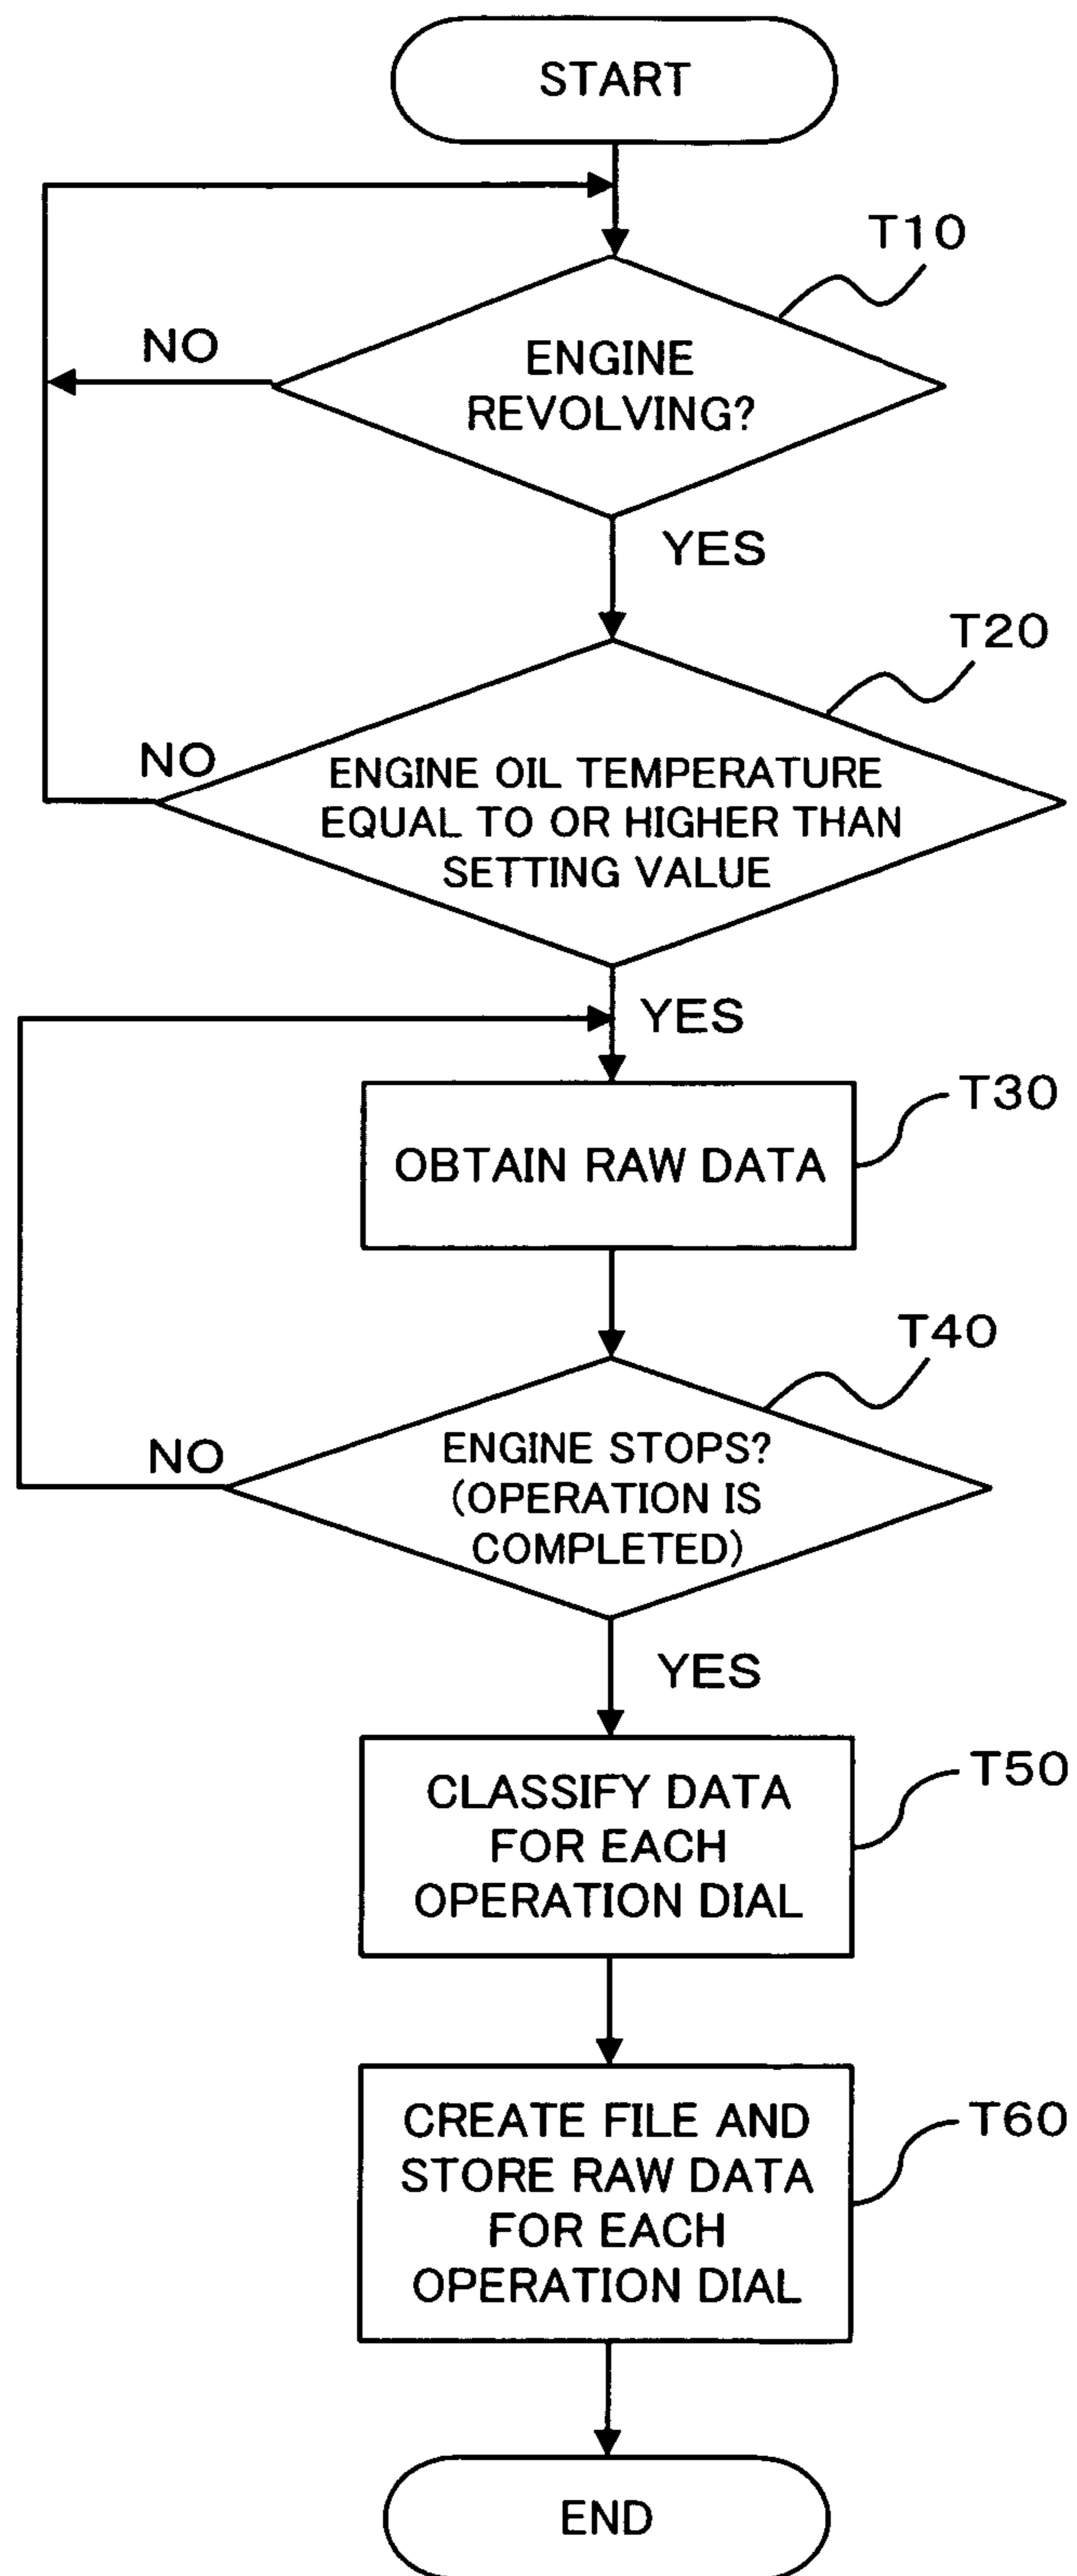 START
T10
NO
ENGINE
REVOLVING?
YES
T20
NO
ENGINE OIL TEMPERATURE
EQUAL TO OR HIGHER THAN
SETTING VALUE
YES
T30
OBTAIN RAW DATA
T40
NO
ENGINE STOPS?
(OPERATION IS
COMPLETED)
YES
T50
CLASSIFY DATA
FOR EACH
OPERATION DIAL
T60
CREATE FILE AND
STORE RAW DATA
FOR EACH
OPERATION DIAL
END